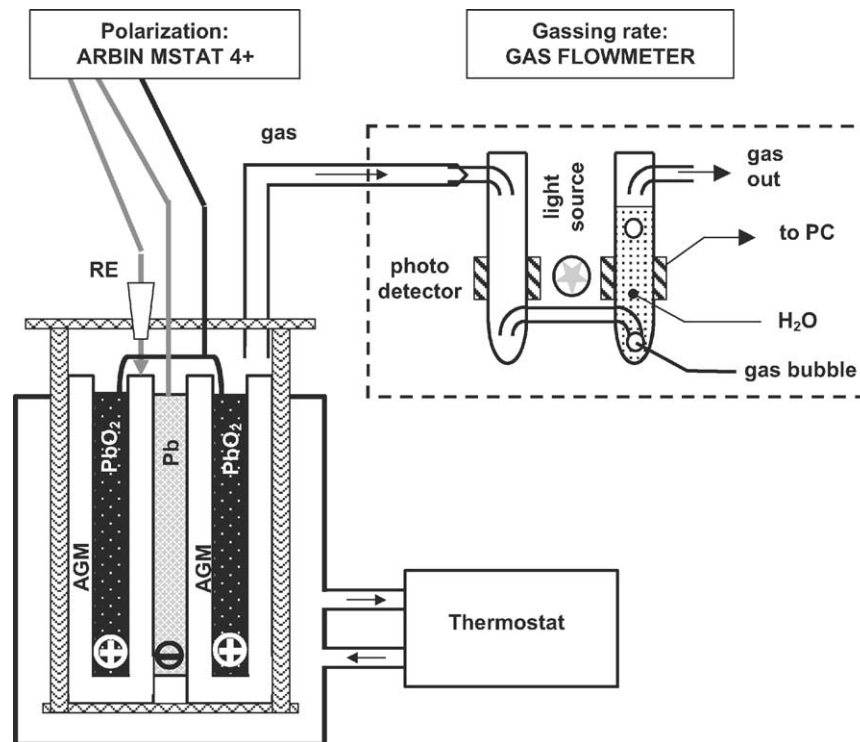 Polarization:
ARBIN MSTAT 4+
Gassing rate:
GAS FLOWMETER
gas
light
source
gas
out
to PC
photo
detector
H₂O
gas bubble
RE
PbO₂
Pb
PbO₂
AGM
AGM
Thermostat